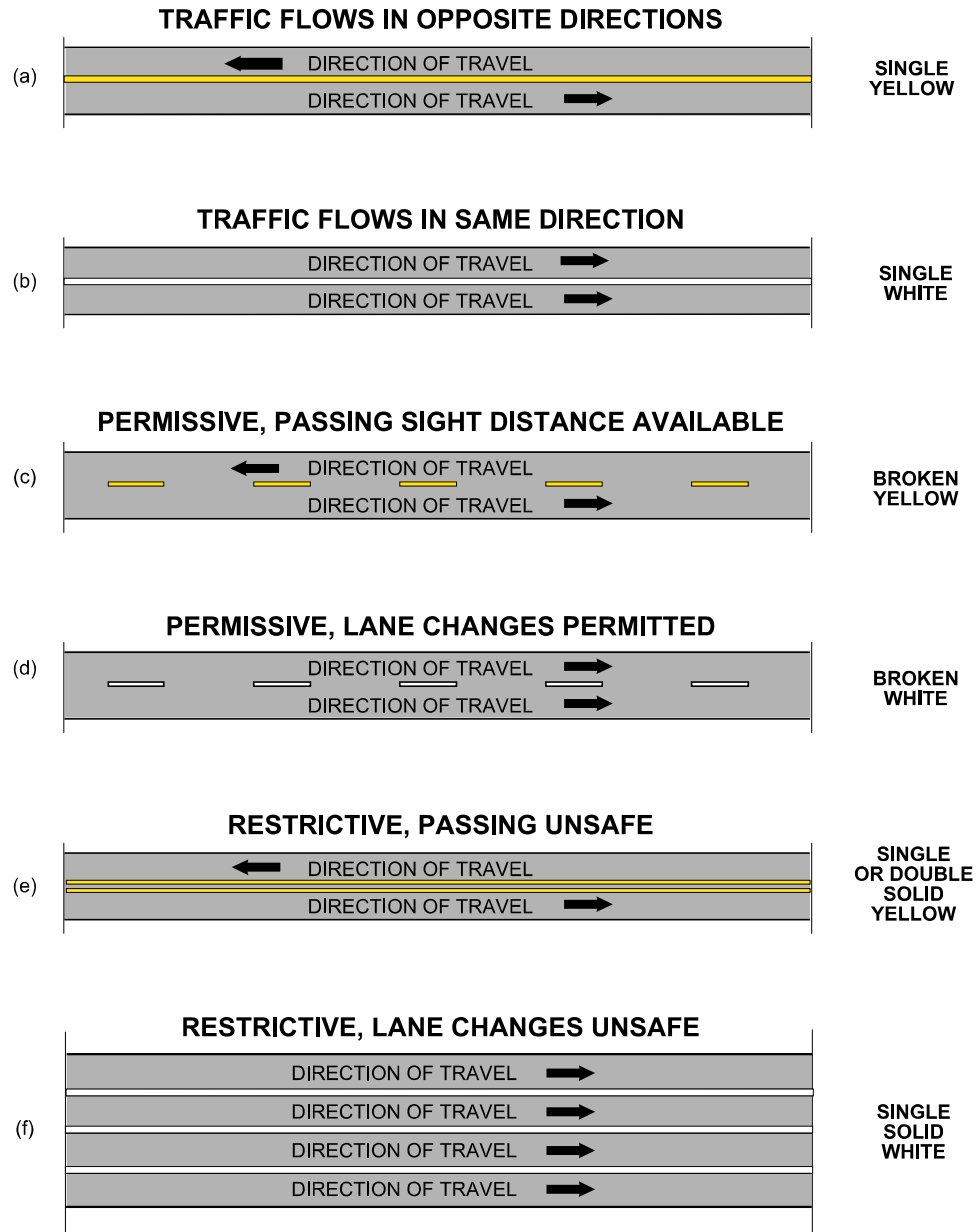 TRAFFIC FLOWS IN OPPOSITE DIRECTIONS
(a)
DIRECTION OF TRAVEL
DIRECTION OF TRAVEL
SINGLE
YELLOW
TRAFFIC FLOWS IN SAME DIRECTION
(b)
DIRECTION OF TRAVEL
DIRECTION OF TRAVEL
SINGLE
WHITE
PERMISSIVE, PASSING SIGHT DISTANCE AVAILABLE
(c)
DIRECTION OF TRAVEL
DIRECTION OF TRAVEL
BROKEN
YELLOW
PERMISSIVE, LANE CHANGES PERMITTED
(d)
DIRECTION OF TRAVEL
DIRECTION OF TRAVEL
BROKEN
WHITE
RESTRICTIVE, PASSING UNSAFE
(e)
DIRECTION OF TRAVEL
DIRECTION OF TRAVEL
SINGLE
OR DOUBLE
SOLID
YELLOW
RESTRICTIVE, LANE CHANGES UNSAFE
(f)
DIRECTION OF TRAVEL
DIRECTION OF TRAVEL
DIRECTION OF TRAVEL
DIRECTION OF TRAVEL
SINGLE
SOLID
WHITE